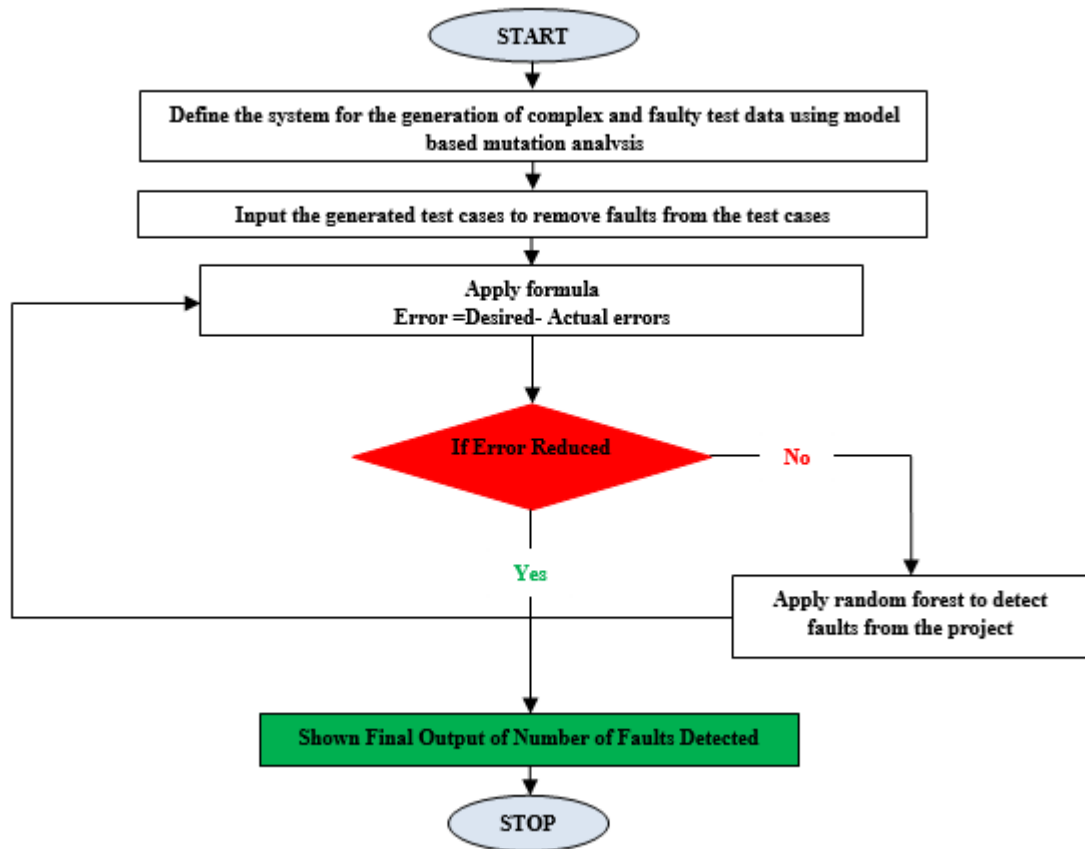 START
Define the system for the generation of complex and faulty test data using model
based mutation analysis
Input the generated test cases to remove faults from the test cases
Apply formula
Error =Desired- Actual errors
If Error Reduced
No
Yes
Apply random forest to detect
faults from the project
Shown Final Output of Number of Faults Detected
STOP